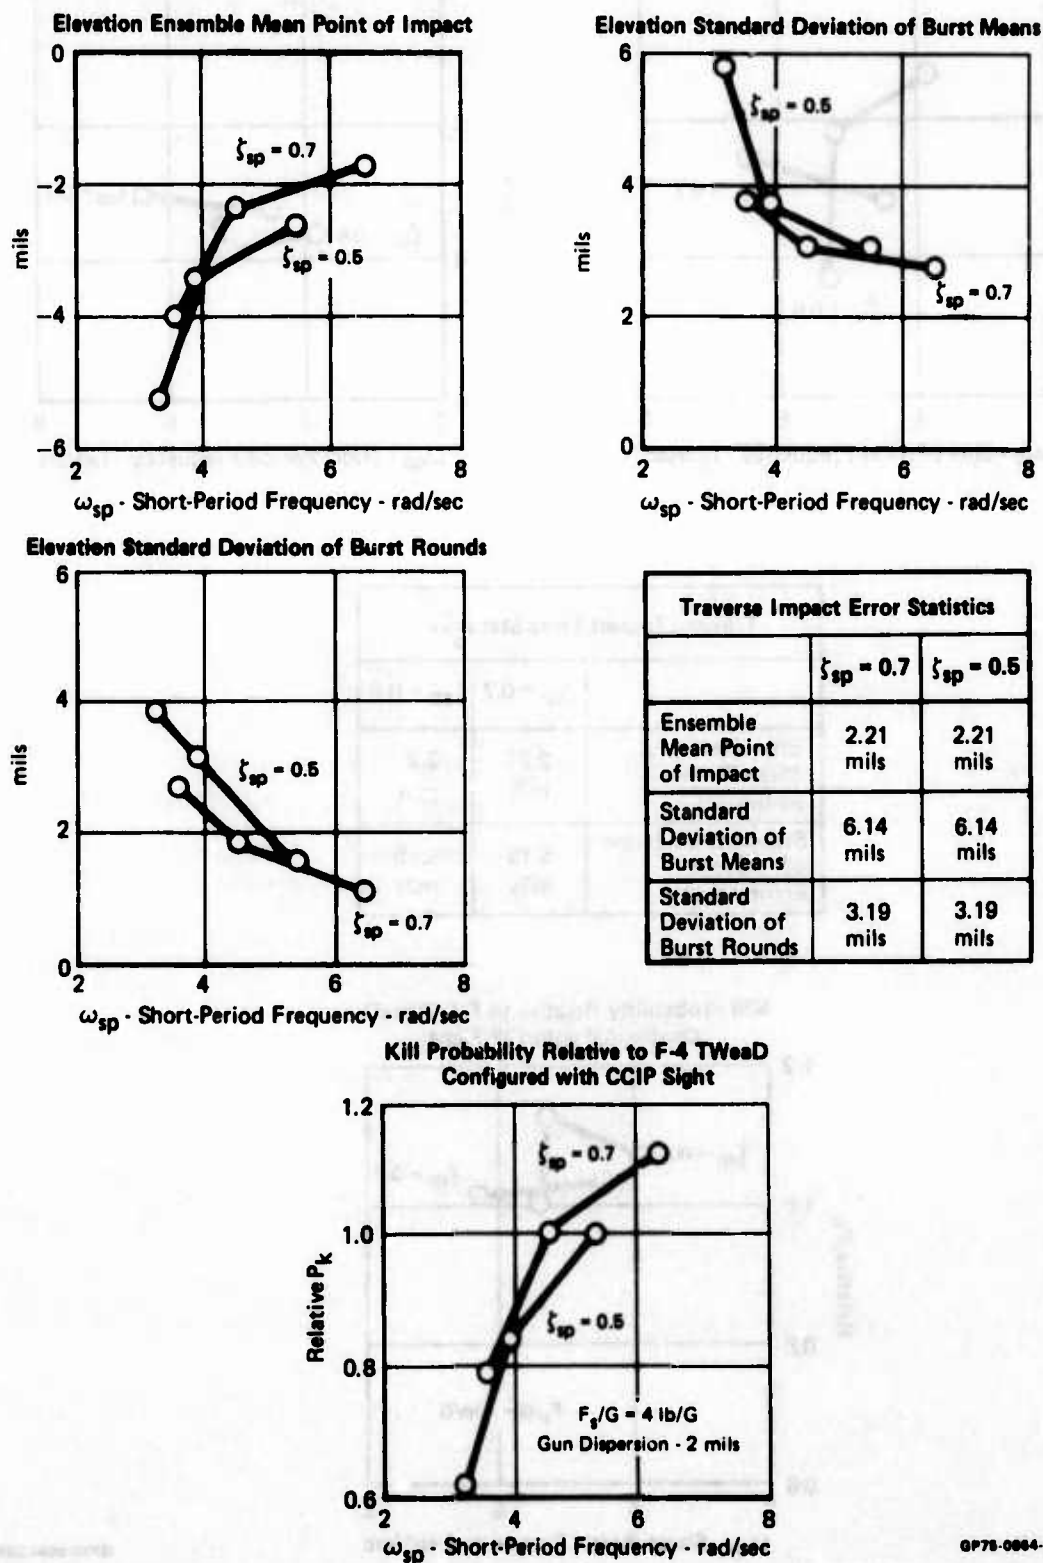 Elevation Ensemble Mean Point of Impact
0
-2
-4
-6
mils
ζsp = 0.7
ζsp = 0.5
2 4 6 8
ωsp - Short-Period Frequency - rad/sec
Elevation Standard Deviation of Burst Means
6
4
2
0
mils
ζsp = 0.5
ζsp = 0.7
2 4 6 8
ωsp - Short-Period Frequency - rad/sec
Elevation Standard Deviation of Burst Rounds
6
4
2
0
mils
ζsp = 0.5
ζsp = 0.7
2 4 6 8
ωsp - Short-Period Frequency - rad/sec
Traverse Impact Error Statistics
ζsp = 0.7 ζsp = 0.5
Ensemble
Mean Point
of Impact
2.21
mils
2.21
mils
Standard
Deviation of
Burst Means
6.14
mils
6.14
mils
Standard
Deviation of
Burst Rounds
3.19
mils
3.19
mils
Kill Probability Relative to F-4 TWeaD
Configured with CCIP Sight
1.2
1.0
0.8
0.6
Relative Pk
ζsp = 0.7
ζsp = 0.5
Fs/G = 4 lb/G
Gun Dispersion - 2 mils
2 4 6 8
ωsp - Short-Period Frequency - rad/sec